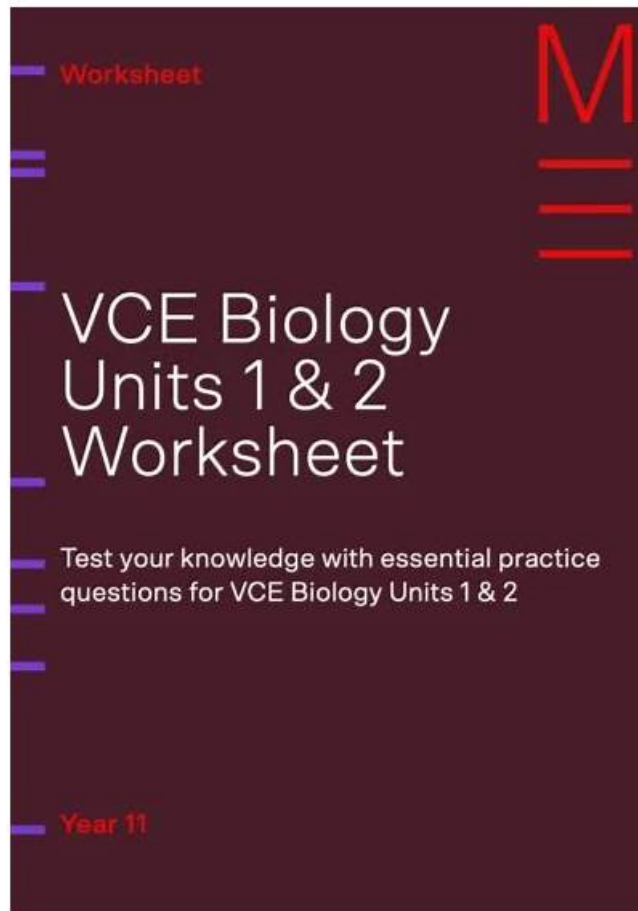 Worksheet
M
VCE Biology
Units 1 & 2
Worksheet
Test your knowledge with essential practice
questions for VCE Biology Units 1 & 2
Year 11